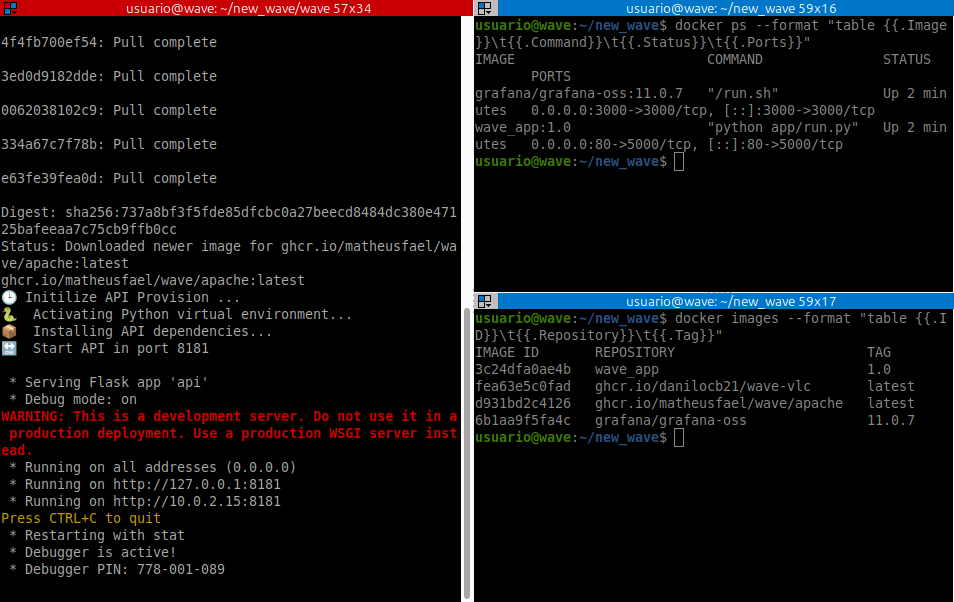 usuario@wave: ~/new_wave/wave 57x34
4f4fb700ef54: Pull complete
3ed0d9182dde: Pull complete
0062038102c9: Pull complete
334a67c7f78b: Pull complete
e63fe39fea0d: Pull complete
Digest: sha256:737a8bf3f5fde85dfcbc0a27beecd8484dc380e471
25bafeeaa7c75cb9ffb0cc
Status: Downloaded newer image for ghcr.io/matheusfael/wa
ve/apache:latest
ghcr.io/matheusfael/wave/apache:latest
Initilize API Provision ...
Activating Python virtual environment...
Installing API dependencies...
Start API in port 8181
* Serving Flask app 'api'
* Debug mode: on
WARNING: This is a development server. Do not use it in a
production deployment. Use a production WSGI server inst
ead.
* Running on all addresses (0.0.0.0)
* Running on http://127.0.0.1:8181
* Running on http://10.0.2.15:8181
Press CTRL+C to quit
* Restarting with stat
* Debugger is active!
* Debugger PIN: 778-001-089
usuario@wave: ~/new_wave 59x16
usuario@wave:~/new_wave$ docker ps --format "table {{.Image
}}\t{{.Command}}\t{{.Status}}\t{{.Ports}}"
IMAGE COMMAND STATUS
PORTS
grafana/grafana-oss:11.0.7 "/run.sh" Up 2 min
utes 0.0.0.0:3000->3000/tcp, [::]:3000->3000/tcp
wave_app:1.0 "python app/run.py" Up 2 min
utes 0.0.0.0:80->5000/tcp, [::]:80->5000/tcp
usuario@wave:~/new_wave$
usuario@wave: ~/new_wave 59x17
usuario@wave:~/new_wave$ docker images --format "table {{.I
D}}\t{{.Repository}}\t{{.Tag}}"
IMAGE ID REPOSITORY TAG
3c24dfa0ae4b wave_app 1.0
fea63e5c0fad ghcr.io/danilocb21/wave-vlc latest
d931bd2c4126 ghcr.io/matheusfael/wave/apache latest
6b1aa9f5fa4c grafana/grafana-oss 11.0.7
usuario@wave:~/new_wave$